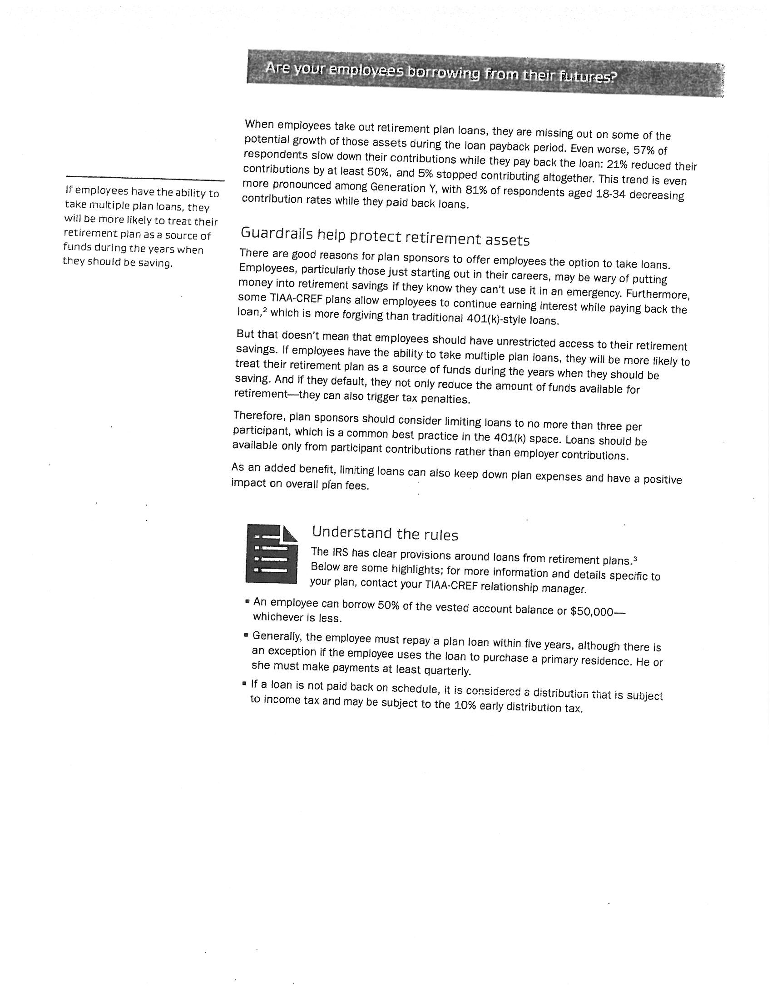 Are your employees borrowing from their futures?
When employees take out retirement plan loans, they are missing out on some of the
potential growth of those assets during the loan payback period. Even worse, 57% of
respondents slow down their contributions while they pay back the loan: 21% reduced their
contributions by at least 50%, and 5% stopped contributing altogether. This trend is even
more pronounced among Generation Y, with 81% of respondents aged 18-34 decreasing
contribution rates while they paid back loans.
If employees have the ability to
take multiple plan loans, they
will be more likely to treat their
retirement plan as a source of
funds during the years when
they should be saving.
Guardrails help protect retirement assets
There are good reasons for plan sponsors to offer employees the option to take loans.
Employees, particularly those just starting out in their careers, may be wary of putting
money into retirement savings if they know they can't use it in an emergency. Furthermore,
some TIAA-CREF plans allow employees to continue earning interest while paying back the
loan,² which is more forgiving than traditional 401(k)-style loans.
But that doesn't mean that employees should have unrestricted access to their retirement
savings. If employees have the ability to take multiple plan loans, they will be more likely to
treat their retirement plan as a source of funds during the years when they should be
saving. And if they default, they not only reduce the amount of funds available for
retirement—they can also trigger tax penalties.
Therefore, plan sponsors should consider limiting loans to no more than three per
participant, which is a common best practice in the 401(k) space. Loans should be
available only from participant contributions rather than employer contributions.
As an added benefit, limiting loans can also keep down plan expenses and have a positive
impact on overall plan fees.
Understand the rules
The IRS has clear provisions around loans from retirement plans.³
Below are some highlights; for more information and details specific to
your plan, contact your TIAA-CREF relationship manager.
▪ An employee can borrow 50% of the vested account balance or $50,000—
whichever is less.
▪ Generally, the employee must repay a plan loan within five years, although there is
an exception if the employee uses the loan to purchase a primary residence. He or
she must make payments at least quarterly.
▪ If a loan is not paid back on schedule, it is considered a distribution that is subject
to income tax and may be subject to the 10% early distribution tax.